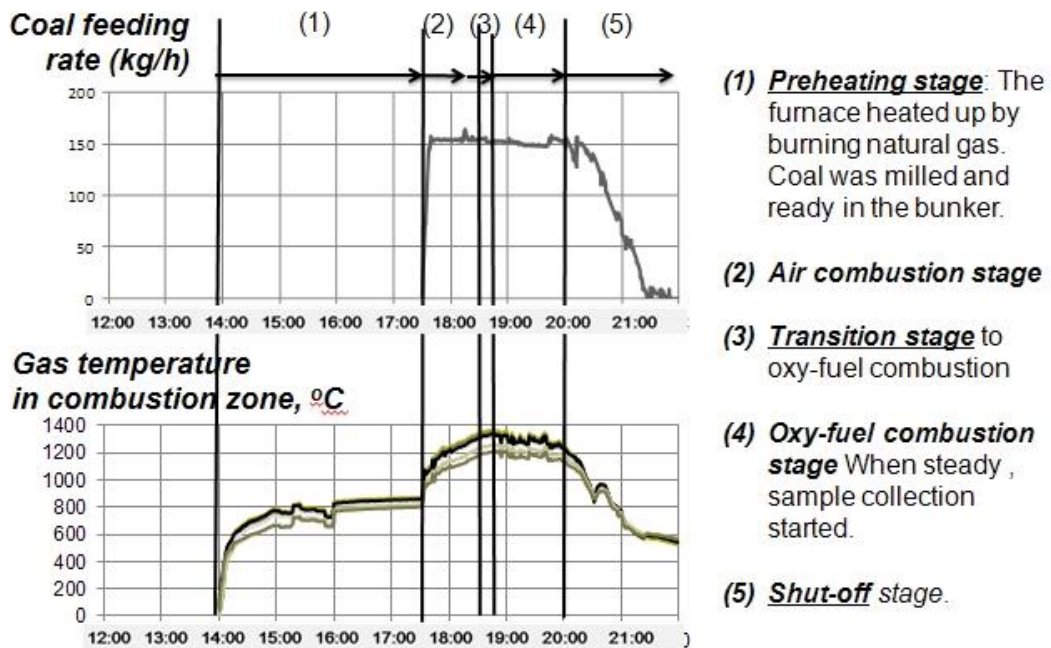 Coal feeding
rate (kg/h)
(1) (2) (3) (4) (5)
200
150
100
50
0
12:00 13:00 14:00 15:00 16:00 17:00 18:00 19:00 20:00 21:00
Gas temperature
in combustion zone, ºC
1400
1200
1000
800
600
400
200
0
12:00 13:00 14:00 15:00 16:00 17:00 18:00 19:00 20:00 21:00
(1) Preheating stage: The
furnace heated up by
burning natural gas.
Coal was milled and
ready in the bunker.
(2) Air combustion stage
(3) Transition stage to
oxy-fuel combustion
(4) Oxy-fuel combustion
stage When steady ,
sample collection
started.
(5) Shut-off stage.